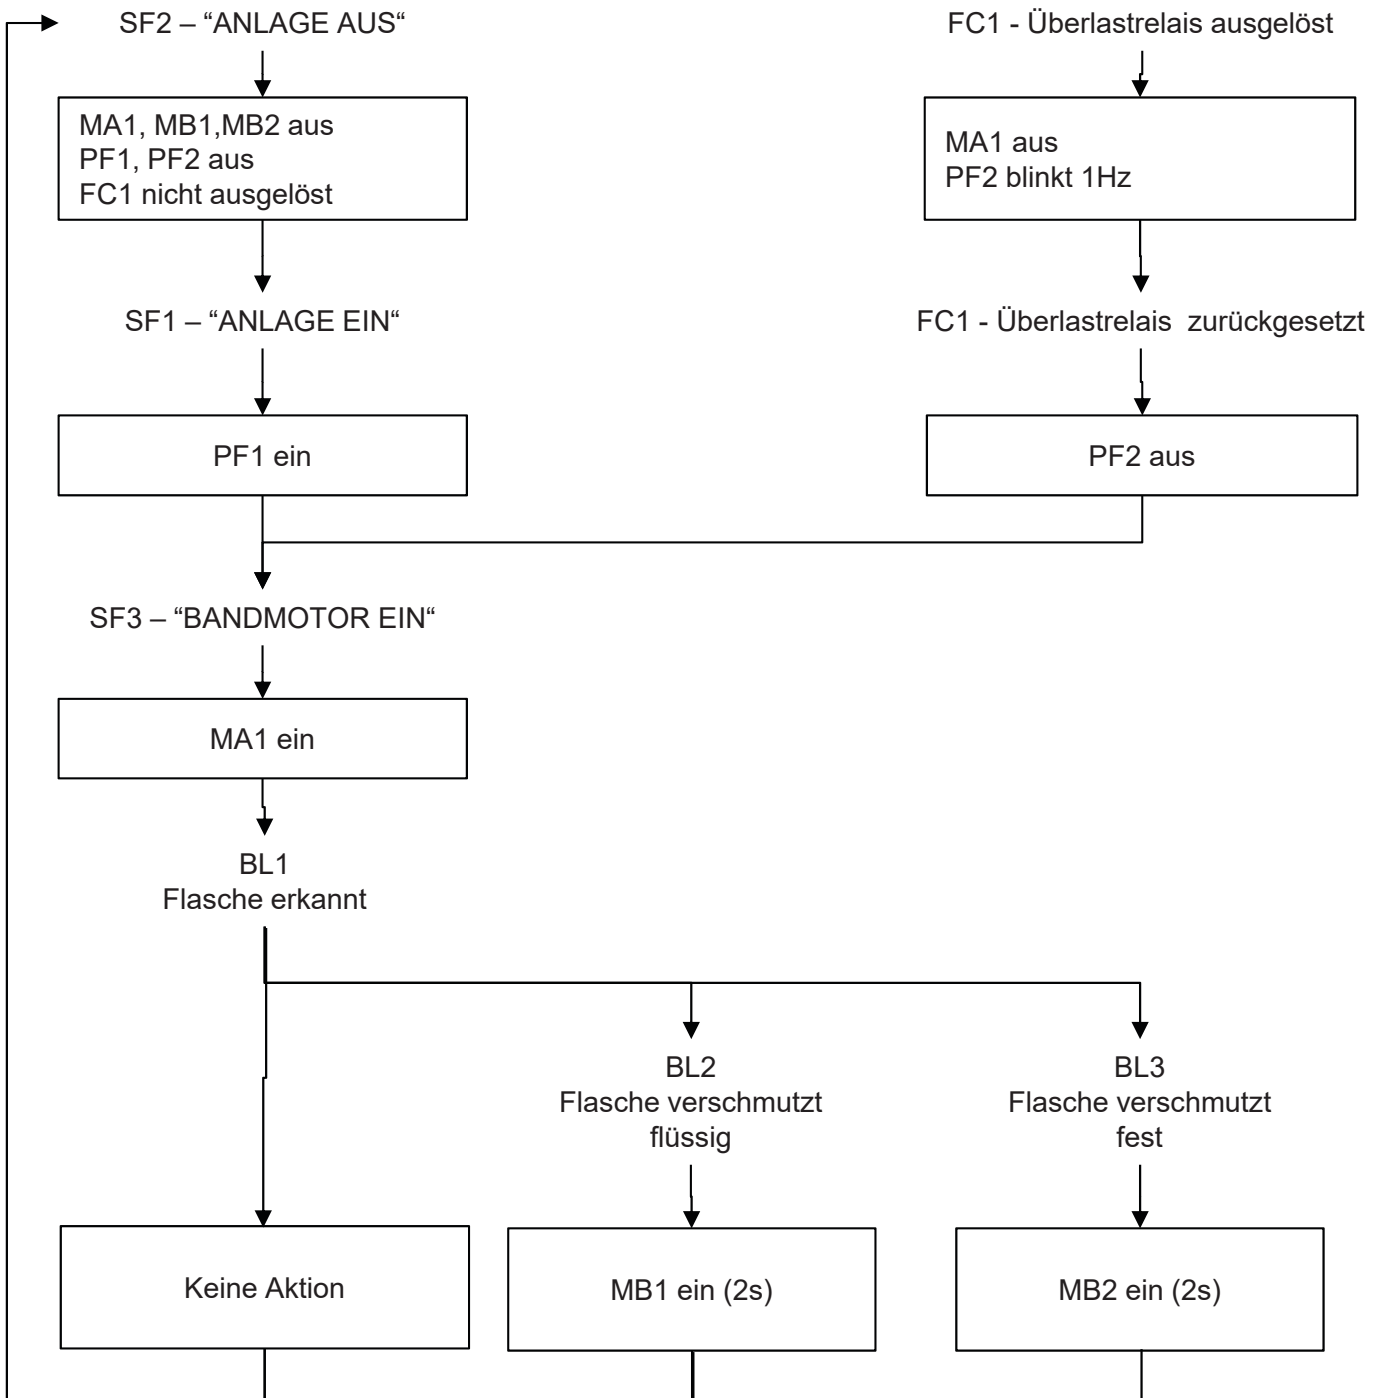 SF2 – “ANLAGE AUS“
FC1 - Überlastrelais ausgelöst
MA1, MB1,MB2 aus
PF1, PF2 aus
FC1 nicht ausgelöst
MA1 aus
PF2 blinkt 1Hz
SF1 – “ANLAGE EIN“
FC1 - Überlastrelais zurückgesetzt
PF1 ein
PF2 aus
SF3 – “BANDMOTOR EIN“
MA1 ein
BL1
Flasche erkannt
BL2
Flasche verschmutzt
flüssig
BL3
Flasche verschmutzt
fest
Keine Aktion
MB1 ein (2s)
MB2 ein (2s)